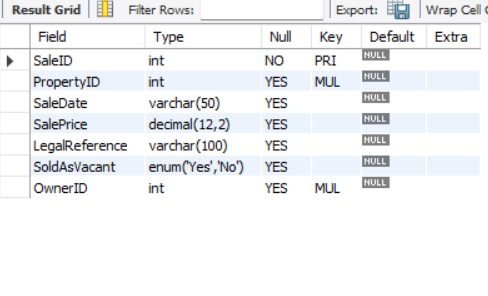 Result Grid Filter Rows: Export: Wrap Cell
Field Type Null Key Default Extra
SaleID int NO PRI NULL
PropertyID int YES MUL NULL
SaleDate varchar(50) YES NULL
SalePrice decimal(12,2) YES NULL
LegalReference varchar(100) YES NULL
SoldAsVacant enum('Yes','No') YES NULL
OwnerID int YES MUL NULL